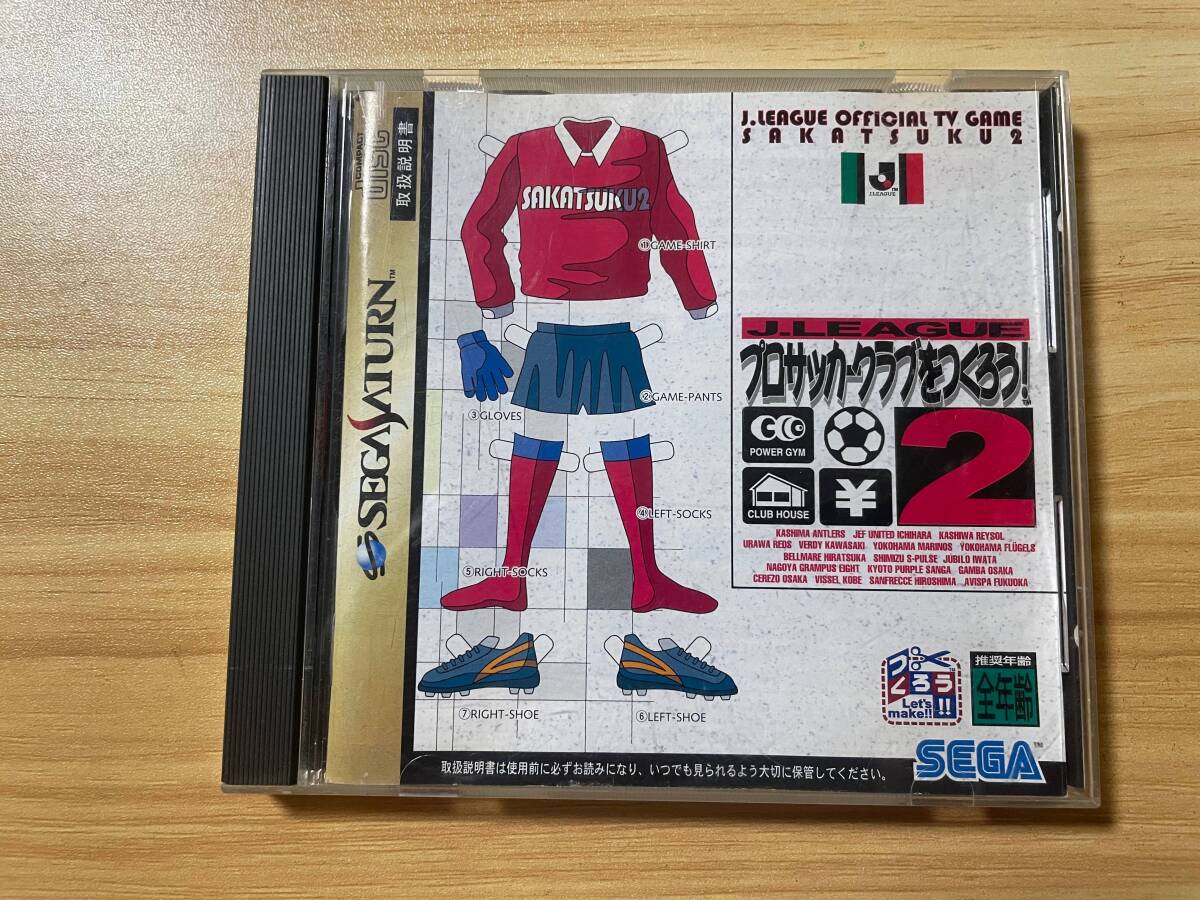 COMPACT
DISC
取扱説明書
SEGA SATURN™
SAKATSUKU2
①GAME-SHIRT
②GAME-PANTS
③GLOVES
④LEFT-SOCKS
⑤RIGHT-SOCKS
⑦RIGHT-SHOE
⑥LEFT-SHOE
J.LEAGUE OFFICIAL TV GAME
SAKATSUKU2
J.LEAGUE™
J.LEAGUE
プロサッカークラブをつくろう!™
POWER GYM
CLUB HOUSE
¥
2
KASHIMA ANTLERS JEF UNITED ICHIHARA KASHIWA REYSOL
URAWA REDS VERDY KAWASAKI YOKOHAMA MARINOS YOKOHAMA FLÜGELS
BELLMARE HIRATSUKA SHIMIZU S-PULSE JUBILO IWATA
NAGOYA GRAMPUS EIGHT KYOTO PURPLE SANGA GAMBA OSAKA
CEREZO OSAKA VISSEL KOBE SANFRECCE HIROSHIMA AVISPA FUKUOKA
つくろう!!™
Let's
make!!
推奨年齢
全年齢
SEGA™
取扱説明書は使用前に必ずお読みになり、いつでも見られるよう大切に保管してください。